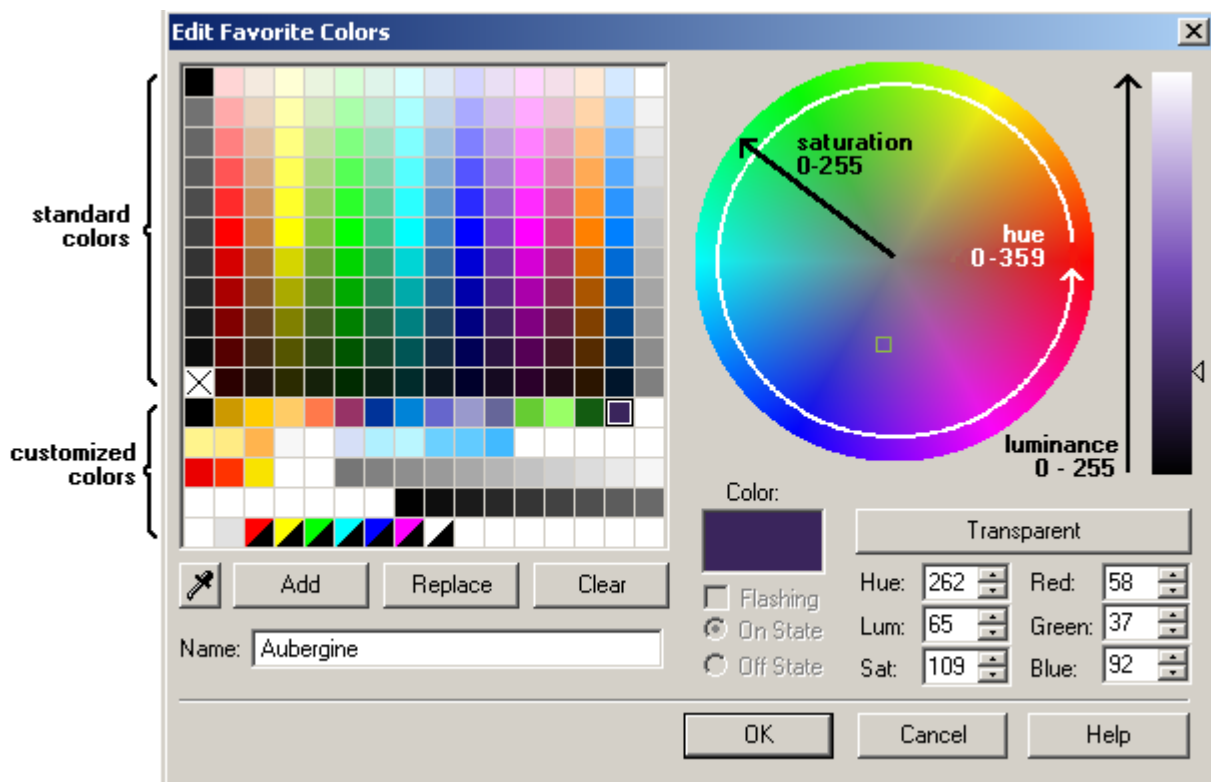 Edit Favorite Colors
standard
colors
customized
colors
saturation
0-255
hue
0-359
luminance
0 - 255
Color:
Transparent
Flashing
On State
Off State
Hue: 262
Red: 58
Lum: 65
Green: 37
Sat: 109
Blue: 92
Add
Replace
Clear
Name: Aubergine
OK
Cancel
Help